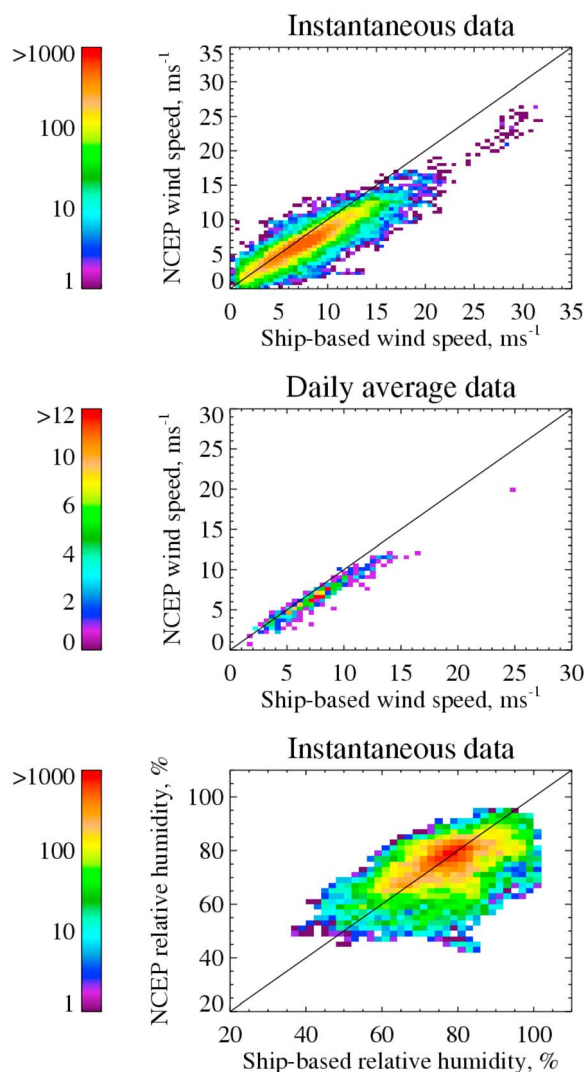 Instantaneous data
>1000
100
10
1
NCEP wind speed, ms-1
35
30
25
20
15
10
5
0
0 5 10 15 20 25 30 35
Ship-based wind speed, ms-1
Daily average data
>12
10
6
4
2
0
NCEP wind speed, ms-1
30
25
20
15
10
5
0
0 5 10 15 20 25 30
Ship-based wind speed, ms-1
Instantaneous data
>1000
100
10
1
NCEP relative humidity, %
100
80
60
40
20
20 40 60 80 100
Ship-based relative humidity, %